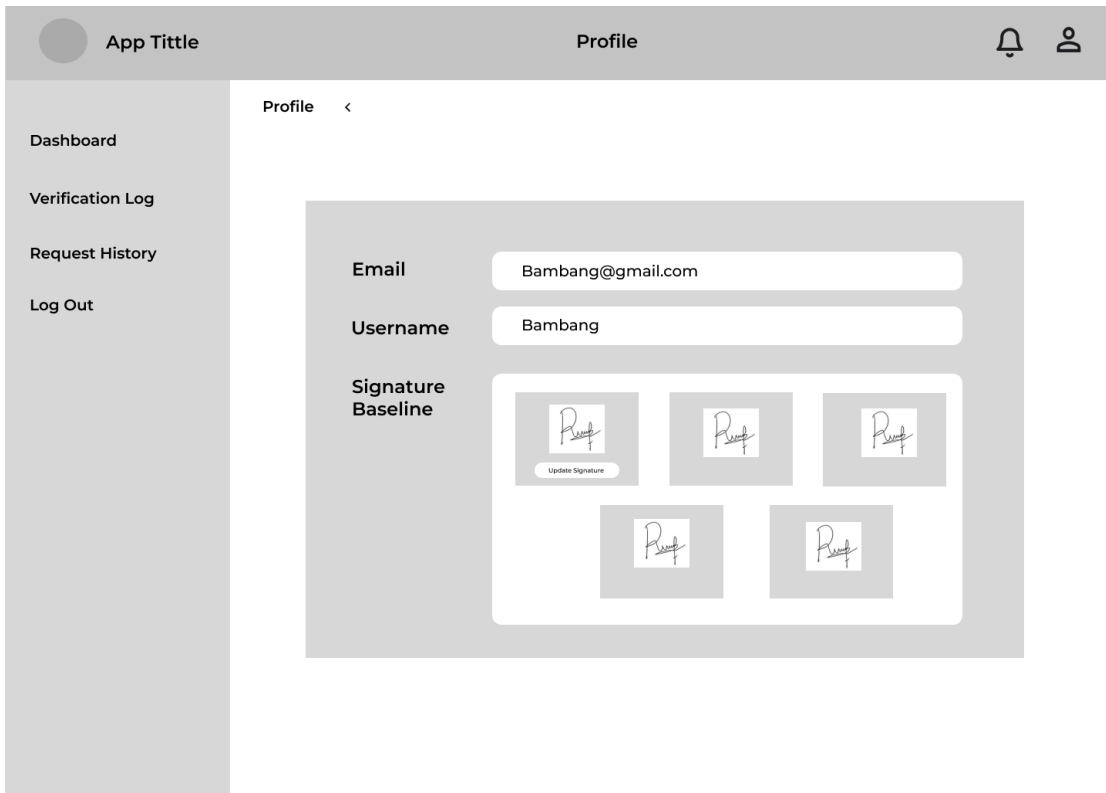 App Tittle
Profile
Profile <
Dashboard
Verification Log
Request History
Log Out
Email
Bambang@gmail.com
Username
Bambang
Signature
Baseline
Update Signature